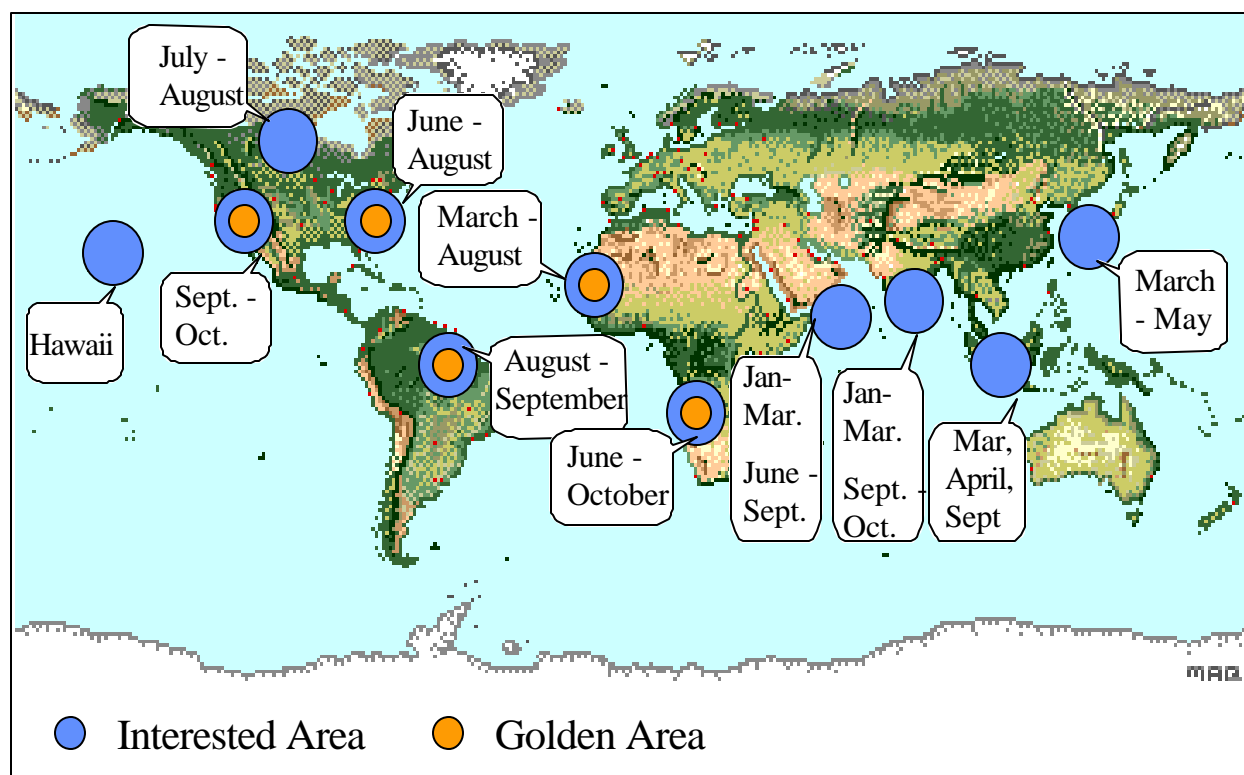 July -
August
June -
August
March -
August
Hawaii
Sept. -
Oct.
August -
September
June -
October
Jan-
Mar.
June -
Sept.
Jan-
Mar.
Sept. -
Oct.
Mar,
April,
Sept
March
- May
MAQ
Interested Area
Golden Area